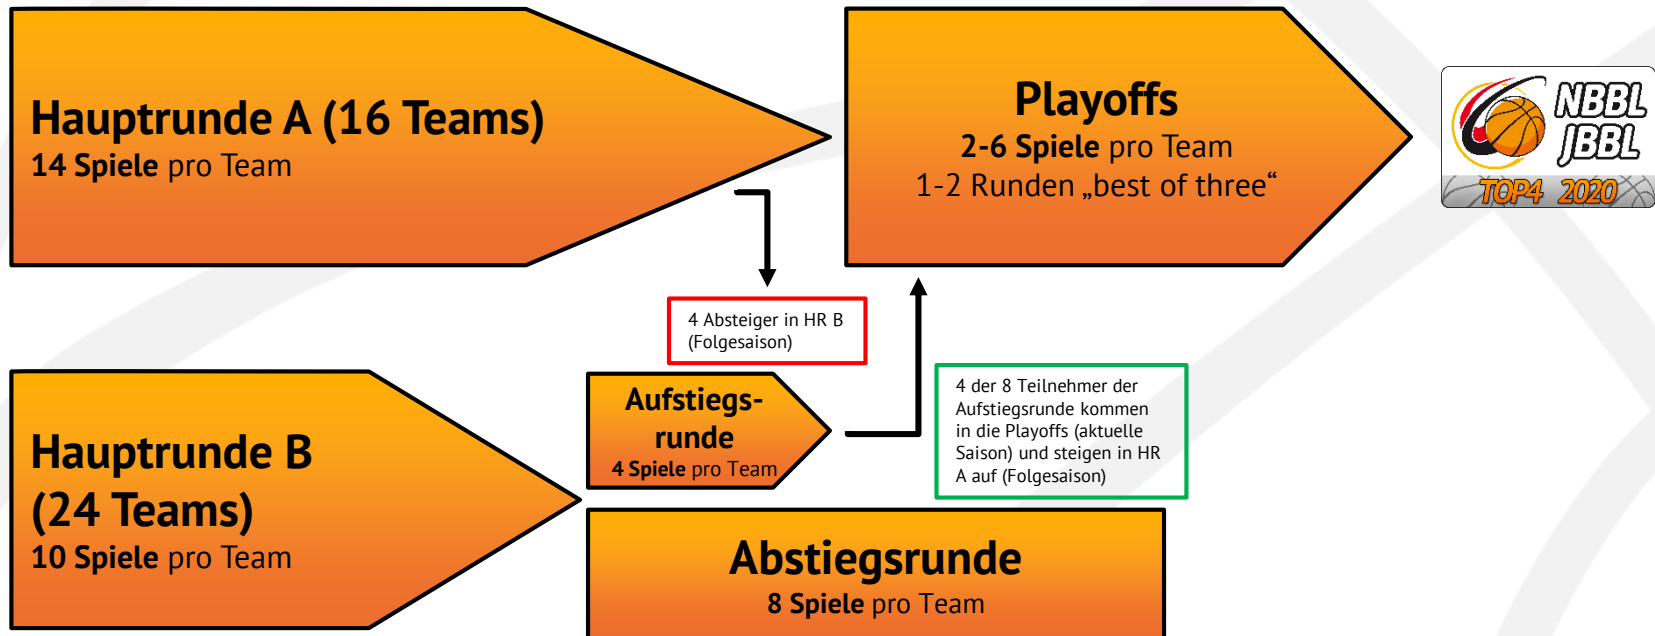 Hauptrunde A (16 Teams)
14 Spiele pro Team
Playoffs
2-6 Spiele pro Team
1-2 Runden „best of three“
NBBL
JBBL
TOP4 2020
4 Absteiger in HR B
(Folgesaison)
Hauptrunde B
(24 Teams)
10 Spiele pro Team
Aufstiegs-
runde
4 Spiele pro Team
4 der 8 Teilnehmer der
Aufstiegsrunde kommen
in die Playoffs (aktuelle
Saison) und steigen in HR
A auf (Folgesaison)
Abstiegsrunde
8 Spiele pro Team